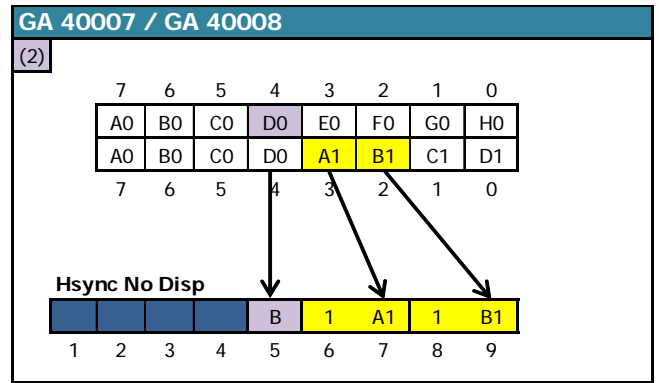 GA 40007 / GA 40008
(2)
7 6 5 4 3 2 1 0
A0 B0 C0 D0 E0 F0 G0 H0
A0 B0 C0 D0 A1 B1 C1 D1
7 6 5 4 3 2 1 0
Hsync No Disp
B 1 A1 1 B1
1 2 3 4 5 6 7 8 9